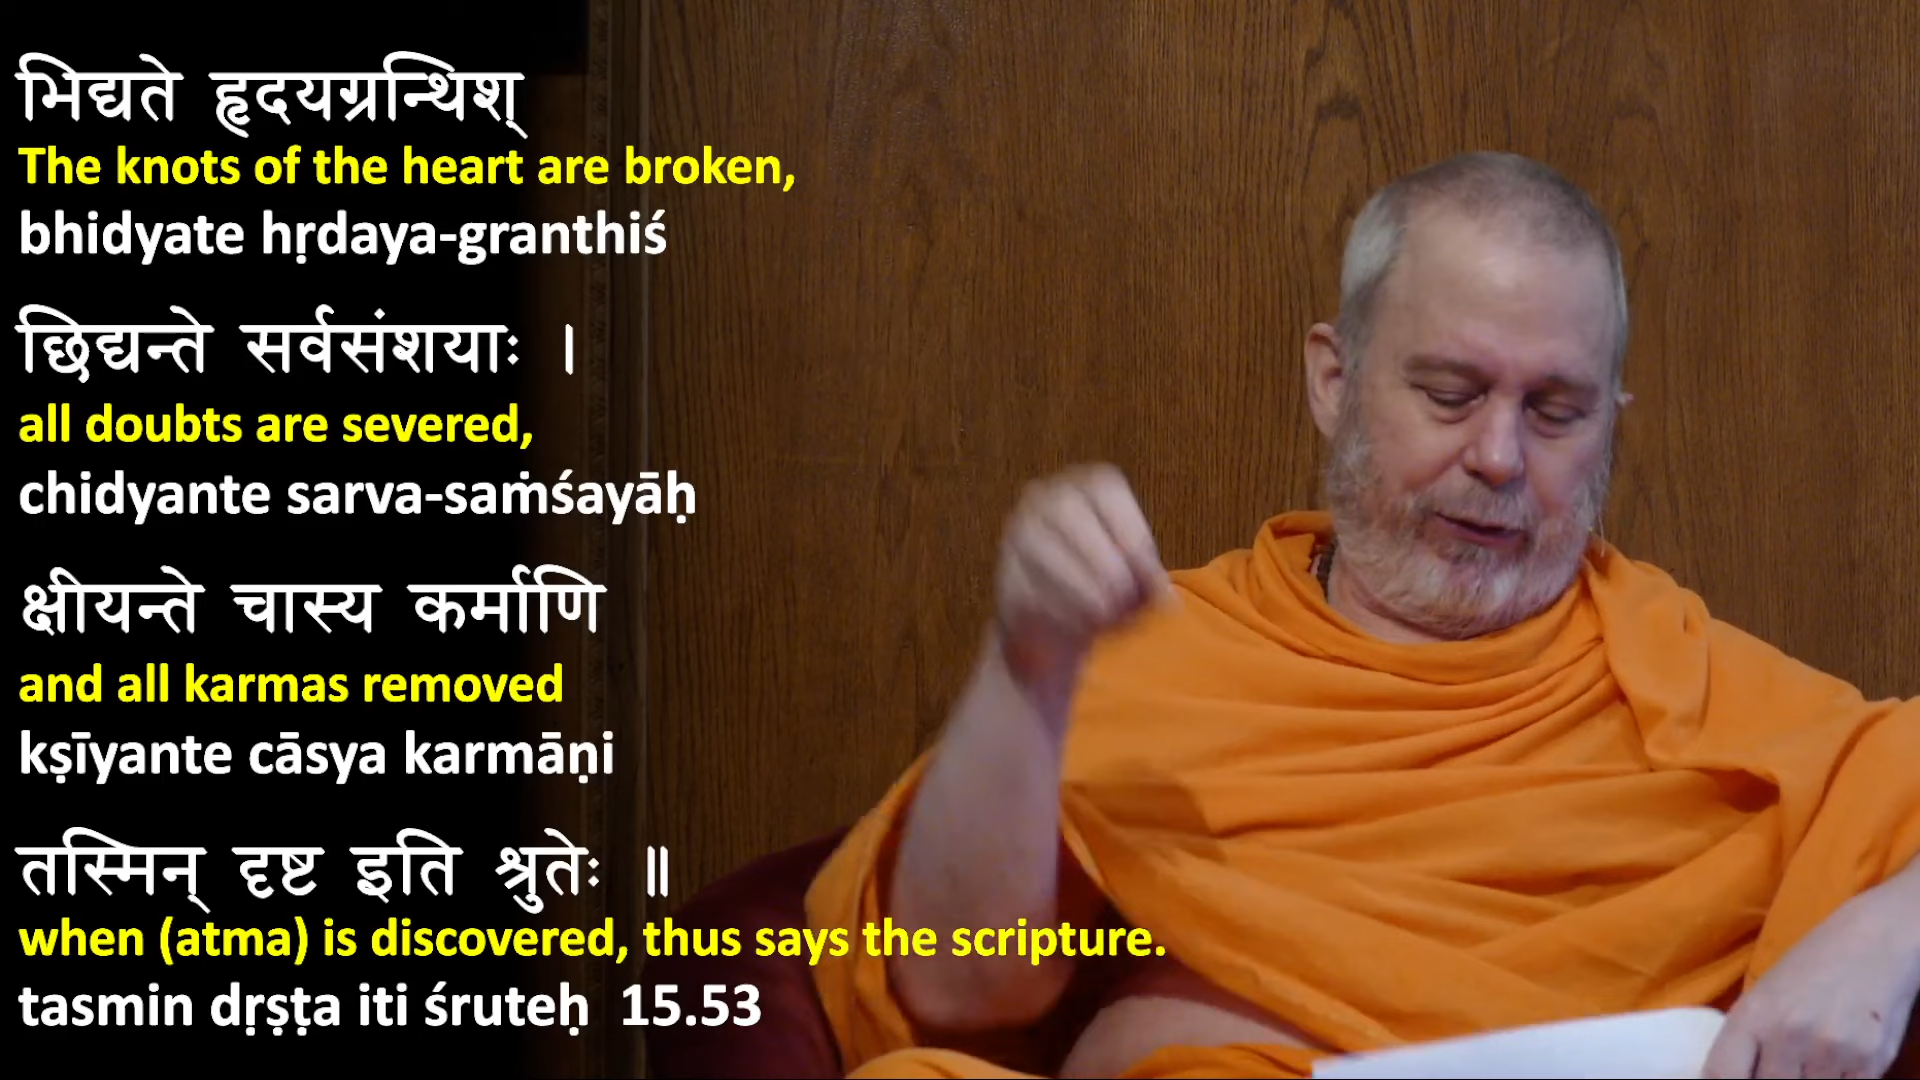 भिद्यते हृदयग्रन्थिश्
The knots of the heart are broken,
bhidyate hṛdaya-granthiś
छिद्यन्ते सर्वसंशयाः ।
all doubts are severed,
chidyante sarva-saṁśayāḥ
क्षीयन्ते चास्य कर्माणि
and all karmas removed
kṣīyante cāsya karmāṇi
तस्मिन् दृष्ट इति श्रुतेः ॥
when (atma) is discovered, thus says the scripture.
tasmin dṛṣṭa iti śruteḥ 15.53